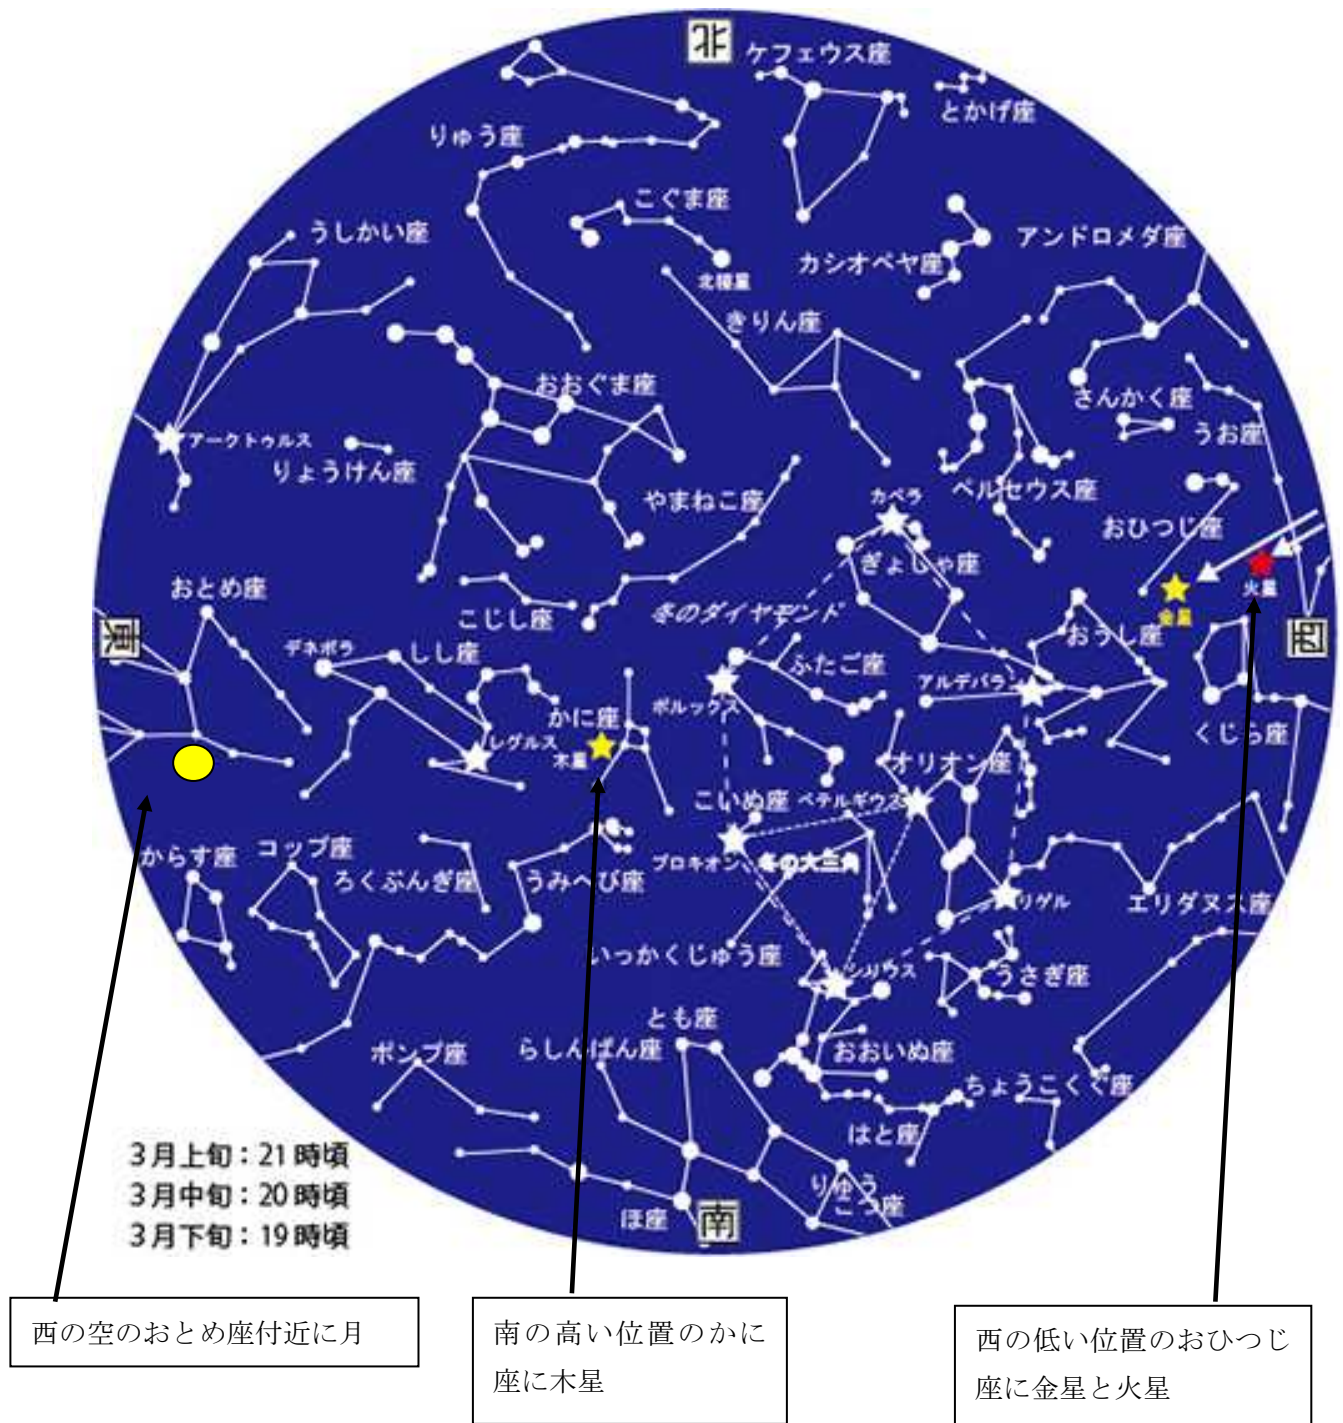 北
ケフェウス座
とかげ座
りゅう座
こぐま座
うしかい座
アンドロメダ座
カシオペヤ座
北極星
きりん座
おおぐま座
さんかく座
うお座
アークトゥルス
りょうけん座
やまねこ座
カペラ
ペルセウス座
おひつじ座
ぎょしゃ座
火星
金星
おとめ座
こじし座
冬のダイヤモンド
東
西
デネボラ
しし座
ふたご座
おうし座
アルデバラン
ポルックス
かに座
レグルス
木星
くじら座
オリオン座
こいぬ座
ベテルギウス
からす座
コップ座
ろくぶんぎ座
うみへび座
プロキオン
冬の大三角
リゲル
エリダヌス座
いっかくじゅう座
シリウス
うさぎ座
とも座
ポンプ座
らしんばん座
おおいぬ座
ちょうこくぐ座
はと座
りゅう
こつ座
ほ座
南
3月上旬：21時頃
3月中旬：20時頃
3月下旬：19時頃
西の空のおとめ座付近に月
南の高い位置のかに
座に木星
西の低い位置のおひつじ
座に金星と火星